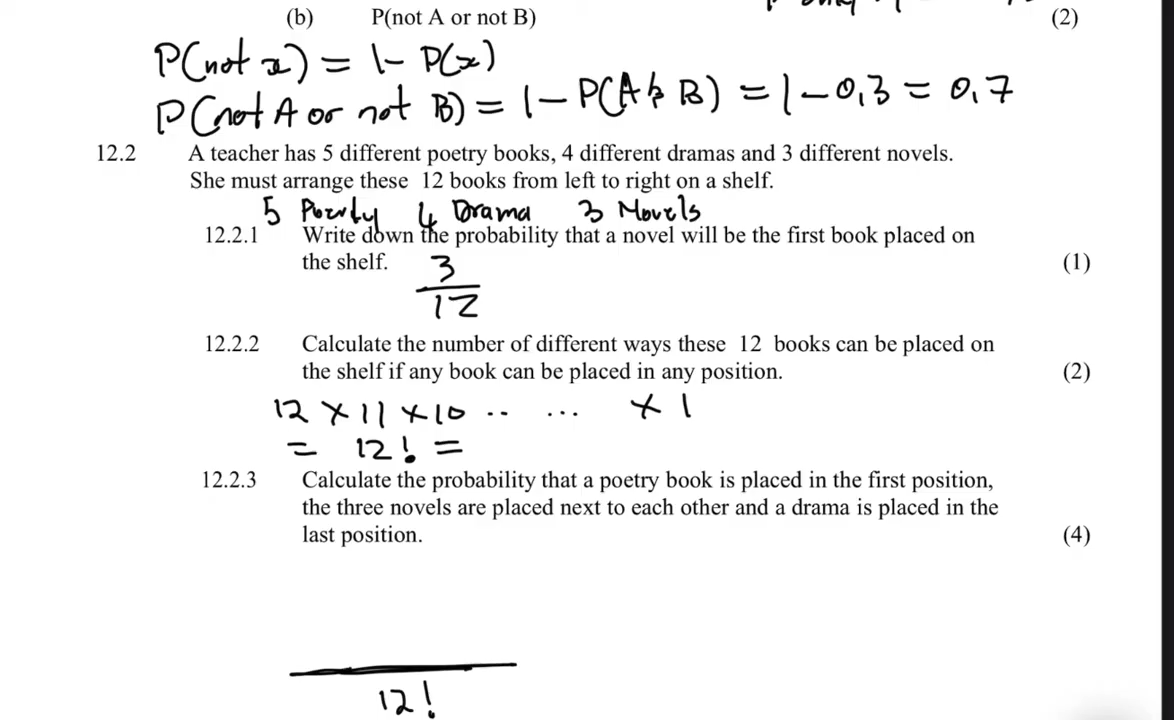 (b) P(not A or not B) (2)
P(not x) = 1 - P(x)
P(not A or not B) = 1 - P(A & B) = 1 - 0,3 = 0,7
12.2 A teacher has 5 different poetry books, 4 different dramas and 3 different novels.
She must arrange these 12 books from left to right on a shelf.
5 Poerty 4 Drama 3 Novels
12.2.1 Write down the probability that a novel will be the first book placed on
the shelf. (1)
3
12
12.2.2 Calculate the number of different ways these 12 books can be placed on
the shelf if any book can be placed in any position. (2)
12 x 11 x 10 .. ... x 1
= 12! =
12.2.3 Calculate the probability that a poetry book is placed in the first position,
the three novels are placed next to each other and a drama is placed in the
last position. (4)
12!